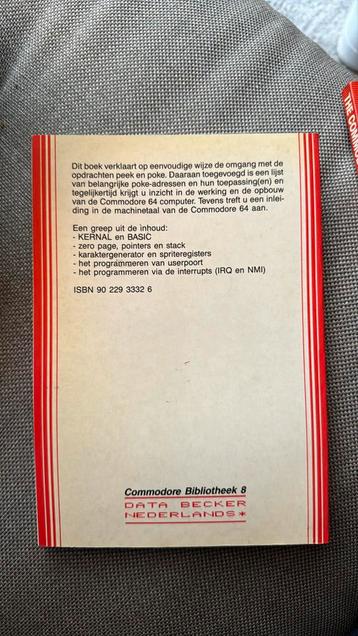 Dit boek verklaart op eenvoudige wijze de omgang met de
opdrachten peek en poke. Daaraan toegevoegd is een lijst
van belangrijke poke-adressen en hun toepassing(en) en
tegelijkertijd krijgt u inzicht in de werking en de opbouw
van de Commodore 64 computer. Tevens treft u een inlei-
ding in de machinetaal van de Commodore 64 aan.
Een greep uit de inhoud:
- KERNAL en BASIC
- zero page, pointers en stack
- karaktergenerator en spriteregisters
- het programmeren van userpoort
- het programmeren via de interrupts (IRQ en NMI)
ISBN 90 229 3332 6
Commodore Bibliotheek 8
DATA BECKER
NEDERLANDS*
THE COMM